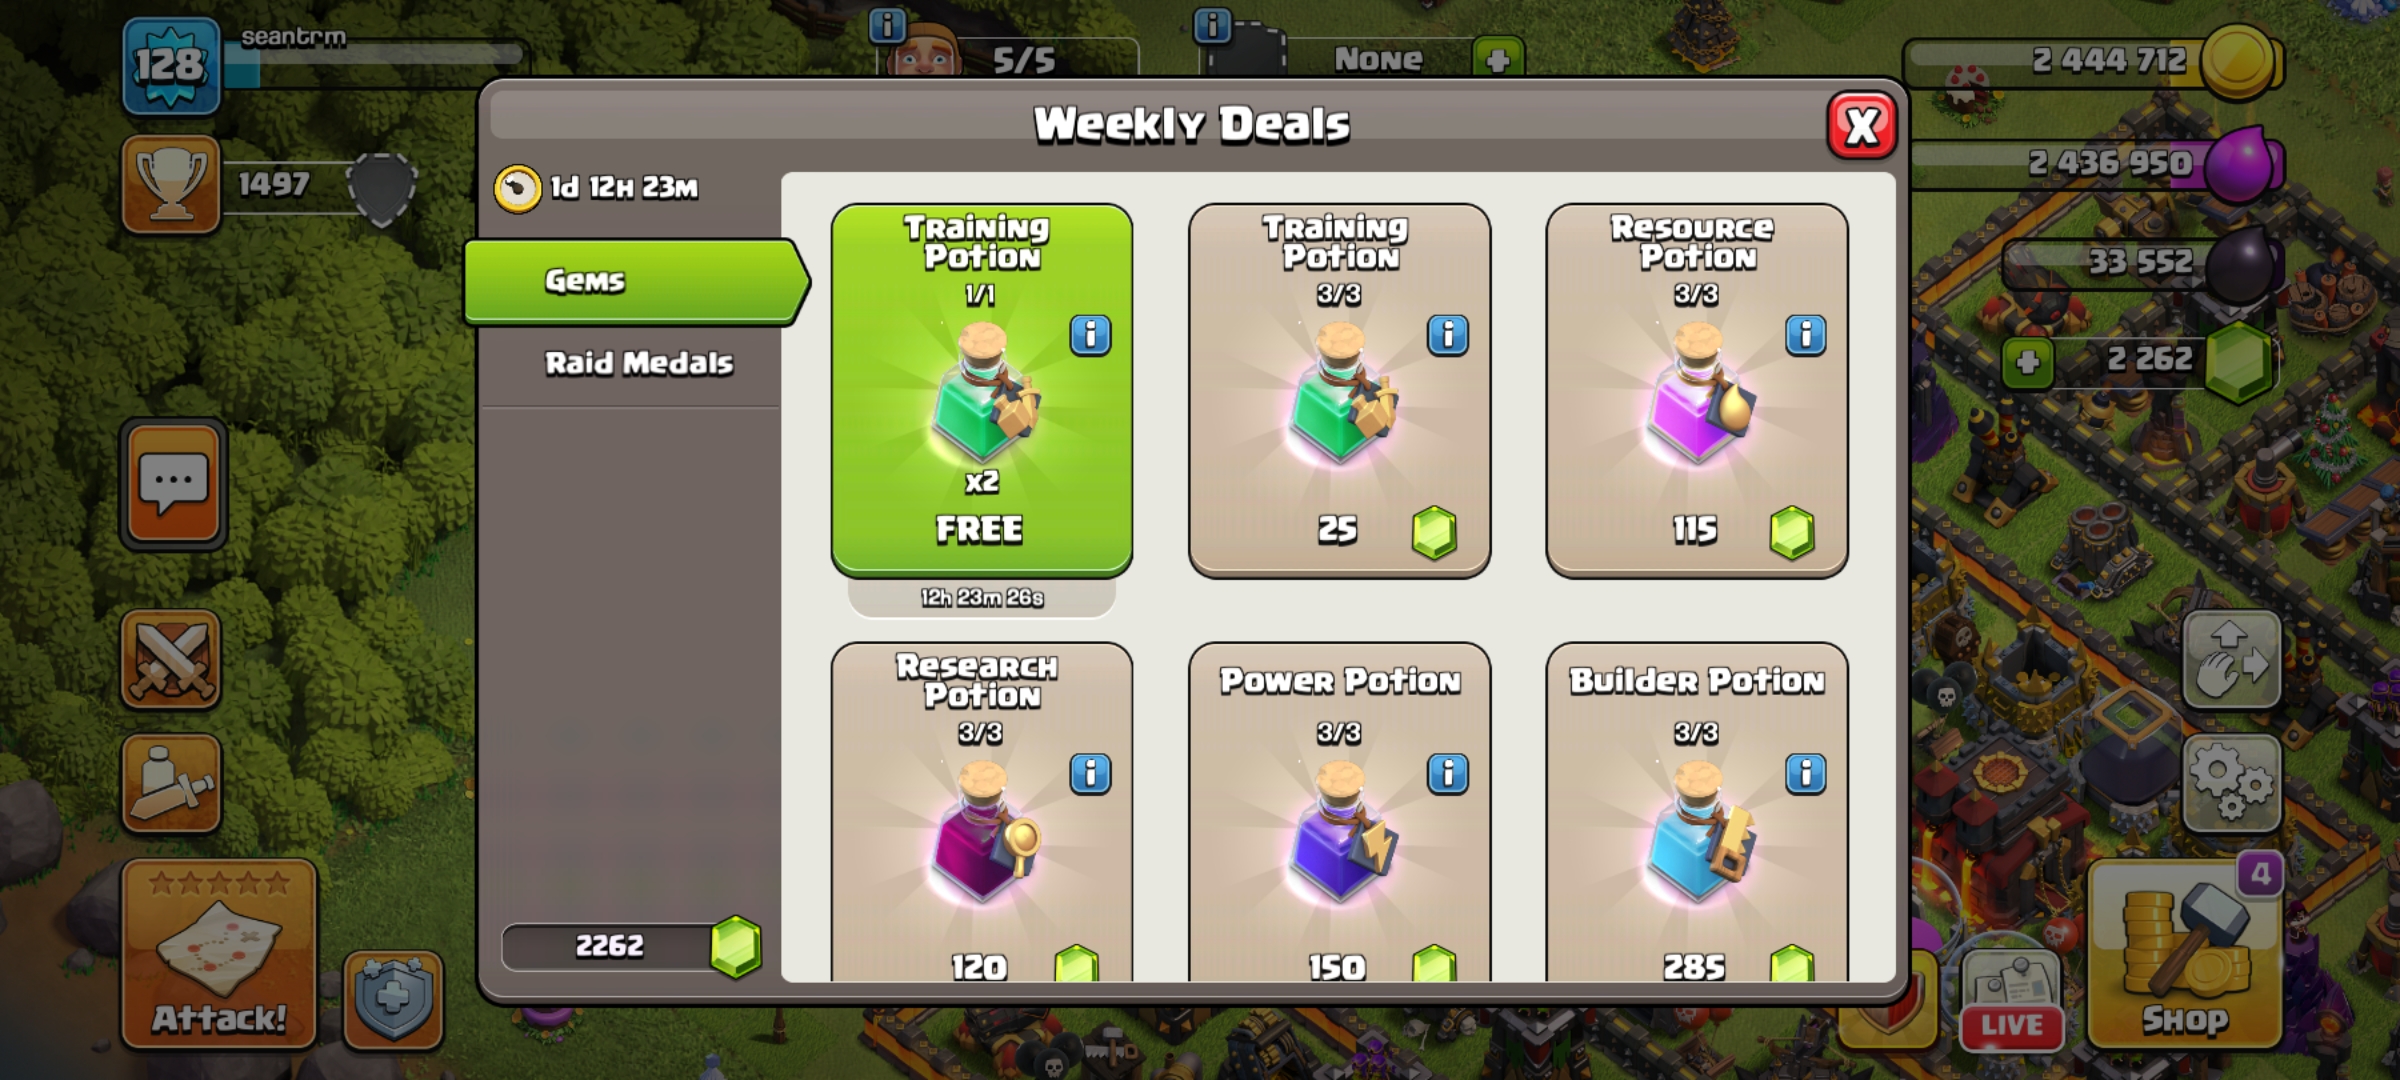 128
seantrm
5/5
None
2 444 712
Weekly Deals
X
1497
1d 12H 23M
2 436 950
Gems
Raid Medals
33 552
2 262
Training
Potion
1/1
x2
FREE
12h 23m 26s
Training
Potion
3/3
25
Resource
Potion
3/3
115
Research
Potion
3/3
120
Power Potion
3/3
150
Builder Potion
3/3
285
2262
Attack!
4
LIVE
Shop